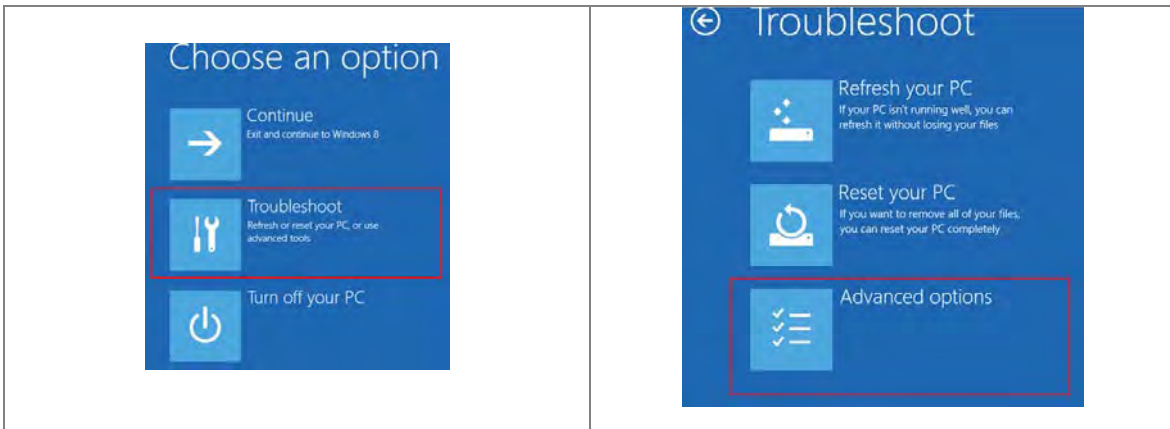 Choose an option
Continue
Exit and continue to Windows 8
Troubleshoot
Refresh or reset your PC, or use
advanced tools
Turn off your PC
Troubleshoot
Refresh your PC
If your PC isn't running well, you can
refresh it without losing your files
Reset your PC
If you want to remove all of your files,
you can reset your PC completely
Advanced options